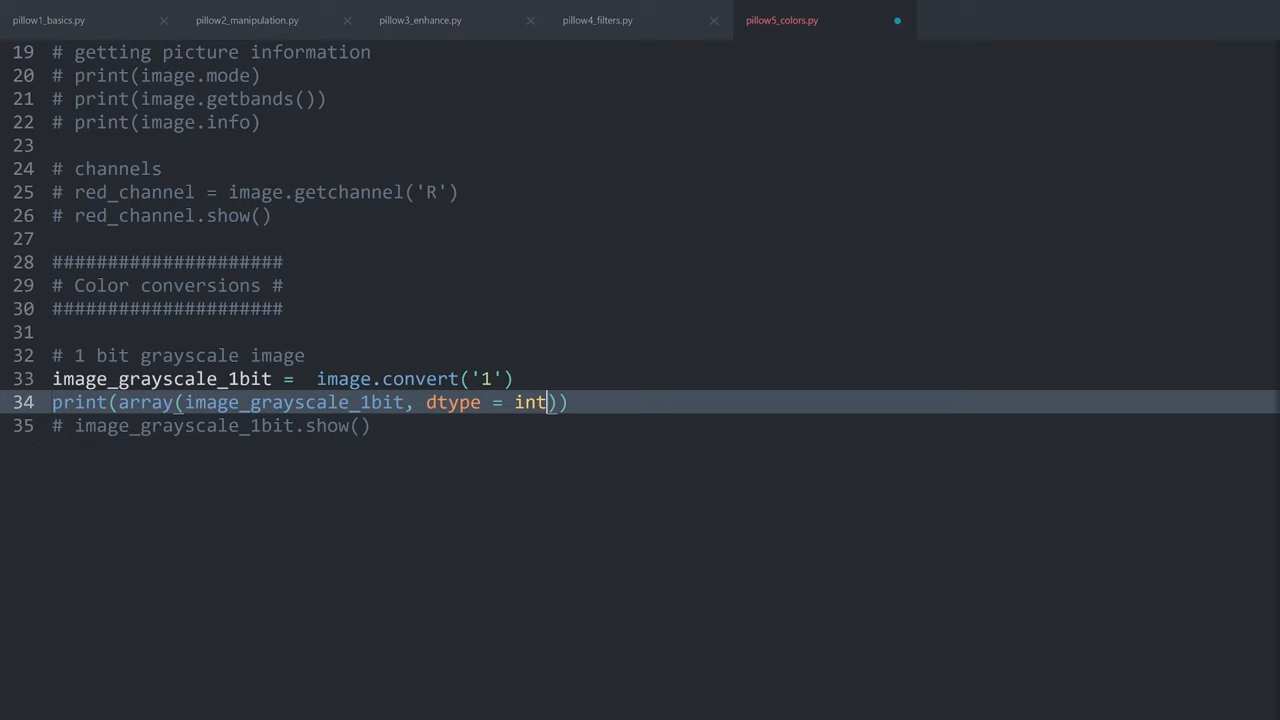 pillow1_basics.py pillow2_manipulation.py pillow3_enhance.py pillow4_filters.py pillow5_colors.py
19 # getting picture information
20 # print(image.mode)
21 # print(image.getbands())
22 # print(image.info)
23
24 # channels
25 # red_channel = image.getchannel('R')
26 # red_channel.show()
27
28 #####################
29 # Color conversions #
30 #####################
31
32 # 1 bit grayscale image
33 image_grayscale_1bit =  image.convert('1')
34 print(array(image_grayscale_1bit, dtype = int))
35 # image_grayscale_1bit.show()